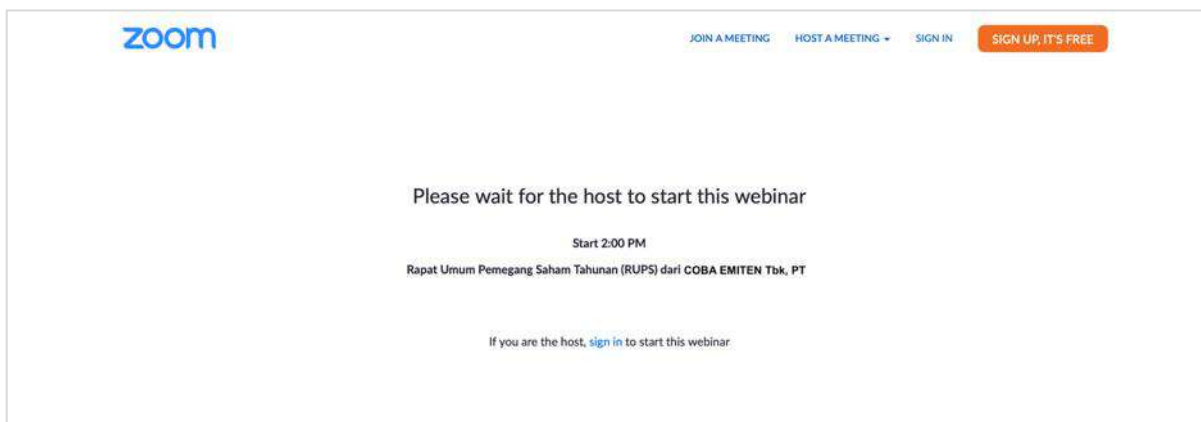 zoom
JOIN A MEETING
HOST A MEETING
SIGN IN
SIGN UP, IT'S FREE
Please wait for the host to start this webinar
Start 2:00 PM
Rapat Umum Pemegang Saham Tahunan (RUPS) dari COBA EMITEN Tbk, PT
If you are the host, sign in to start this webinar